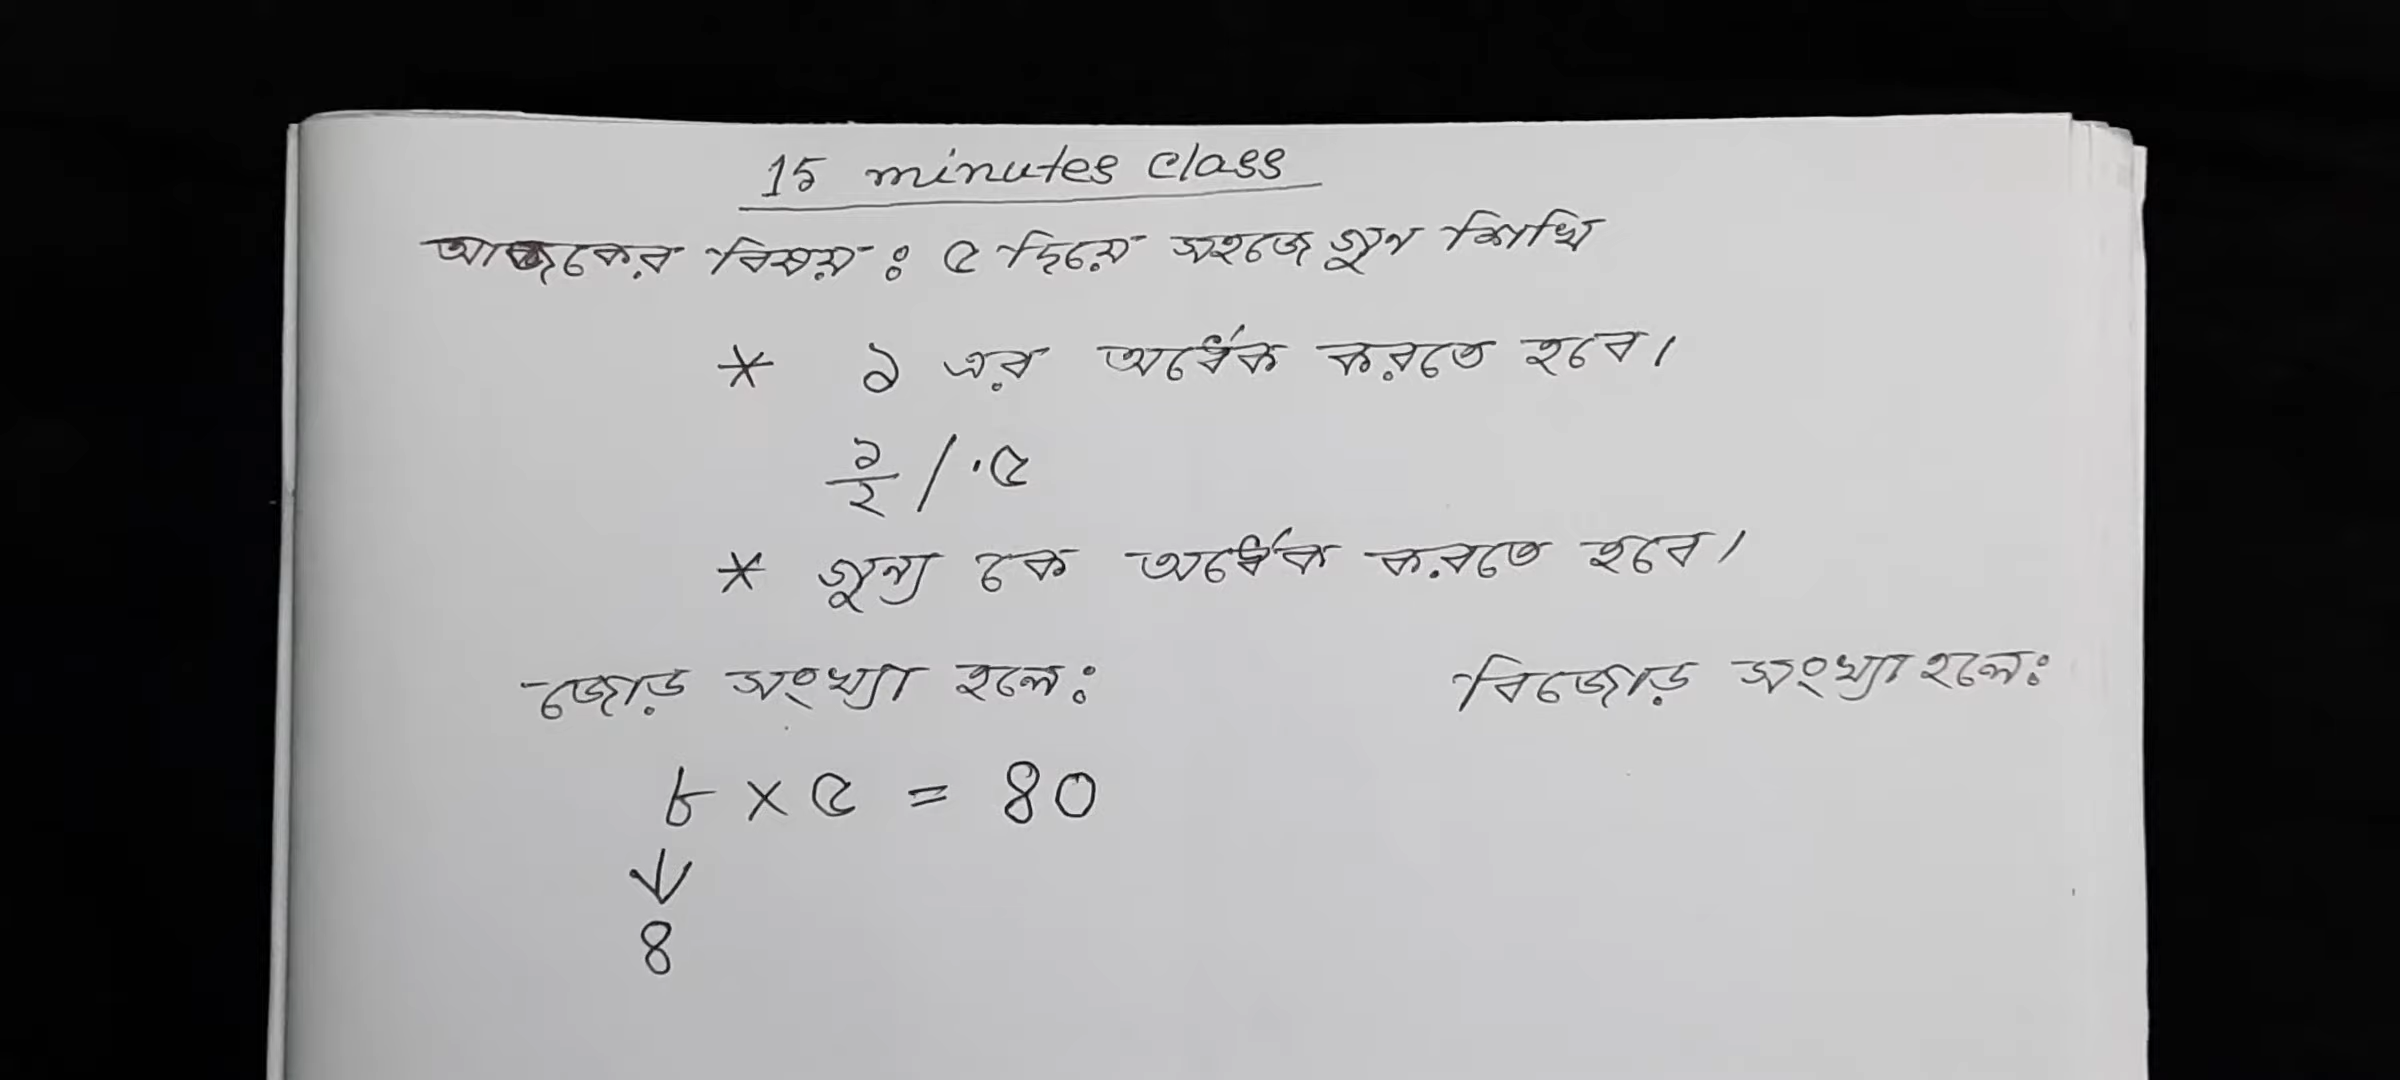 15 minutes class
আজকের বিষয় : ৫ দিয়ে সহজে গুন শিখি
* ১ এর অর্ধেক করতে হবে।
১/২ / .৫
* গুন্য কে অর্ধেক করতে হবে।
জোড় সংখ্যা হলে : বিজোড় সংখ্যা হলে :
৮ × ৫ = ৪০
↓
৪